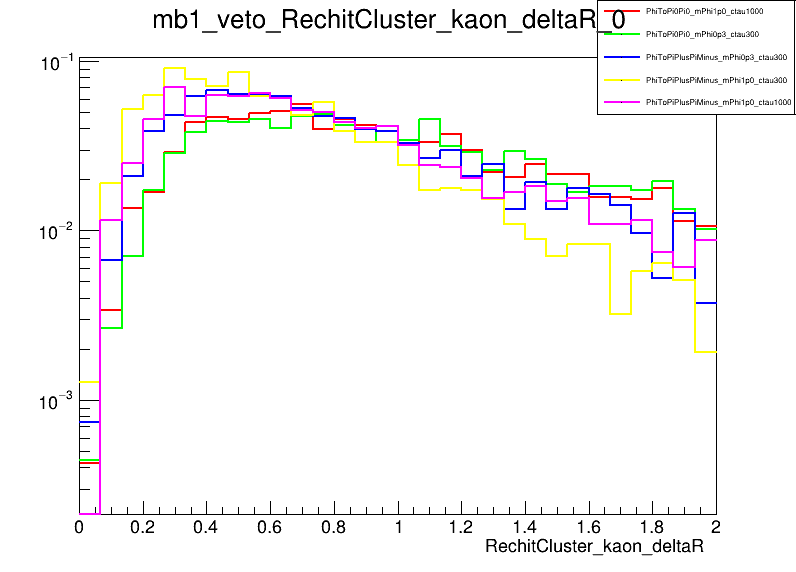 mb1_veto_RechitCluster_kaon_deltaR_0
PhiToPi0Pi0_mPhi1p0_ctau1000
PhiToPi0Pi0_mPhi0p3_ctau300
PhiToPiPlusPiMinus_mPhi0p3_ctau300
PhiToPiPlusPiMinus_mPhi1p0_ctau300
PhiToPiPlusPiMinus_mPhi1p0_ctau1000
10⁻¹
10⁻²
10⁻³
0 0.2 0.4 0.6 0.8 1 1.2 1.4 1.6 1.8 2
RechitCluster_kaon_deltaR